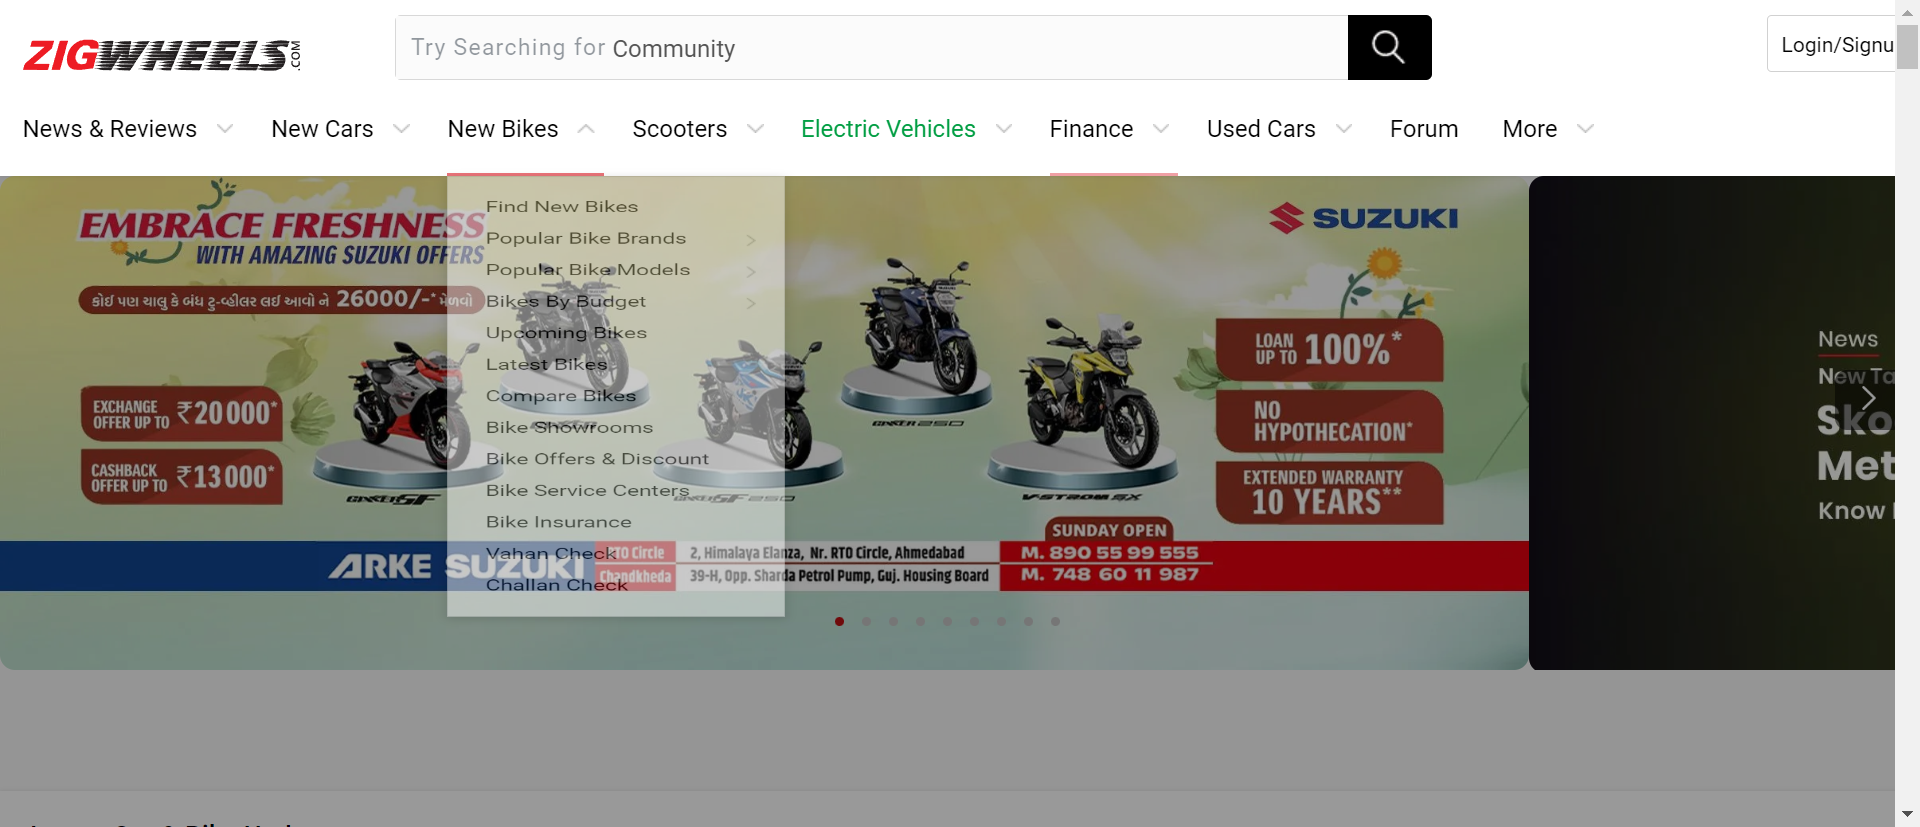 ZIGWHEELS.COM
Try Searching for Community
Login/Signu
News & Reviews
New Cars
New Bikes
Scooters
Electric Vehicles
Finance
Used Cars
Forum
More
Find New Bikes
Popular Bike Brands
Popular Bike Models
Bikes By Budget
Upcoming Bikes
Latest Bikes
Compare Bikes
Bike Showrooms
Bike Offers & Discount
Bike Service Centers
Bike Insurance
Vahan Check
Challan Check
EMBRACE FRESHNESS
WITH AMAZING SUZUKI OFFERS
કોઈ પણ ચાલુ કે બંધ ટુ-વ્હીલર લઈ આવો ને 26000/-* મેળવો
EXCHANGE
OFFER UP TO ₹20000*
CASHBACK
OFFER UP TO ₹13000*
GIXXER SF
GIXXER SF 250
GIXXER 250
V-STROM SX
SUZUKI
LOAN
UP TO 100%*
NO
HYPOTHECATION*
EXTENDED WARRANTY
10 YEARS**
SUNDAY OPEN
ARKE SUZUKI
RTO Circle
2, Himalaya Elanza, Nr. RTO Circle, Ahmedabad
M. 890 55 99 555
Chandkheda
39-H, Opp. Sharda Petrol Pump, Guj. Housing Board
M. 748 60 11 987
News
New Ta
Sko
Met
Know